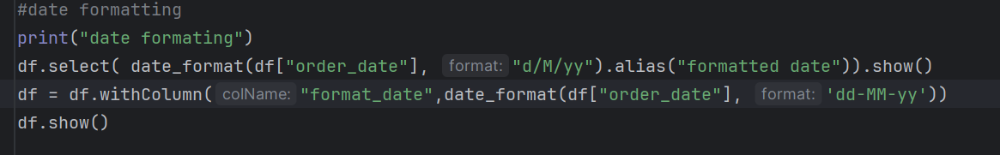 #date formatting
print("date formating")
df.select( date_format(df["order_date"], format: "d/M/yy").alias("formatted date")).show()
df = df.withColumn( colName: "format_date",date_format(df["order_date"], format: 'dd-MM-yy'))
df.show()